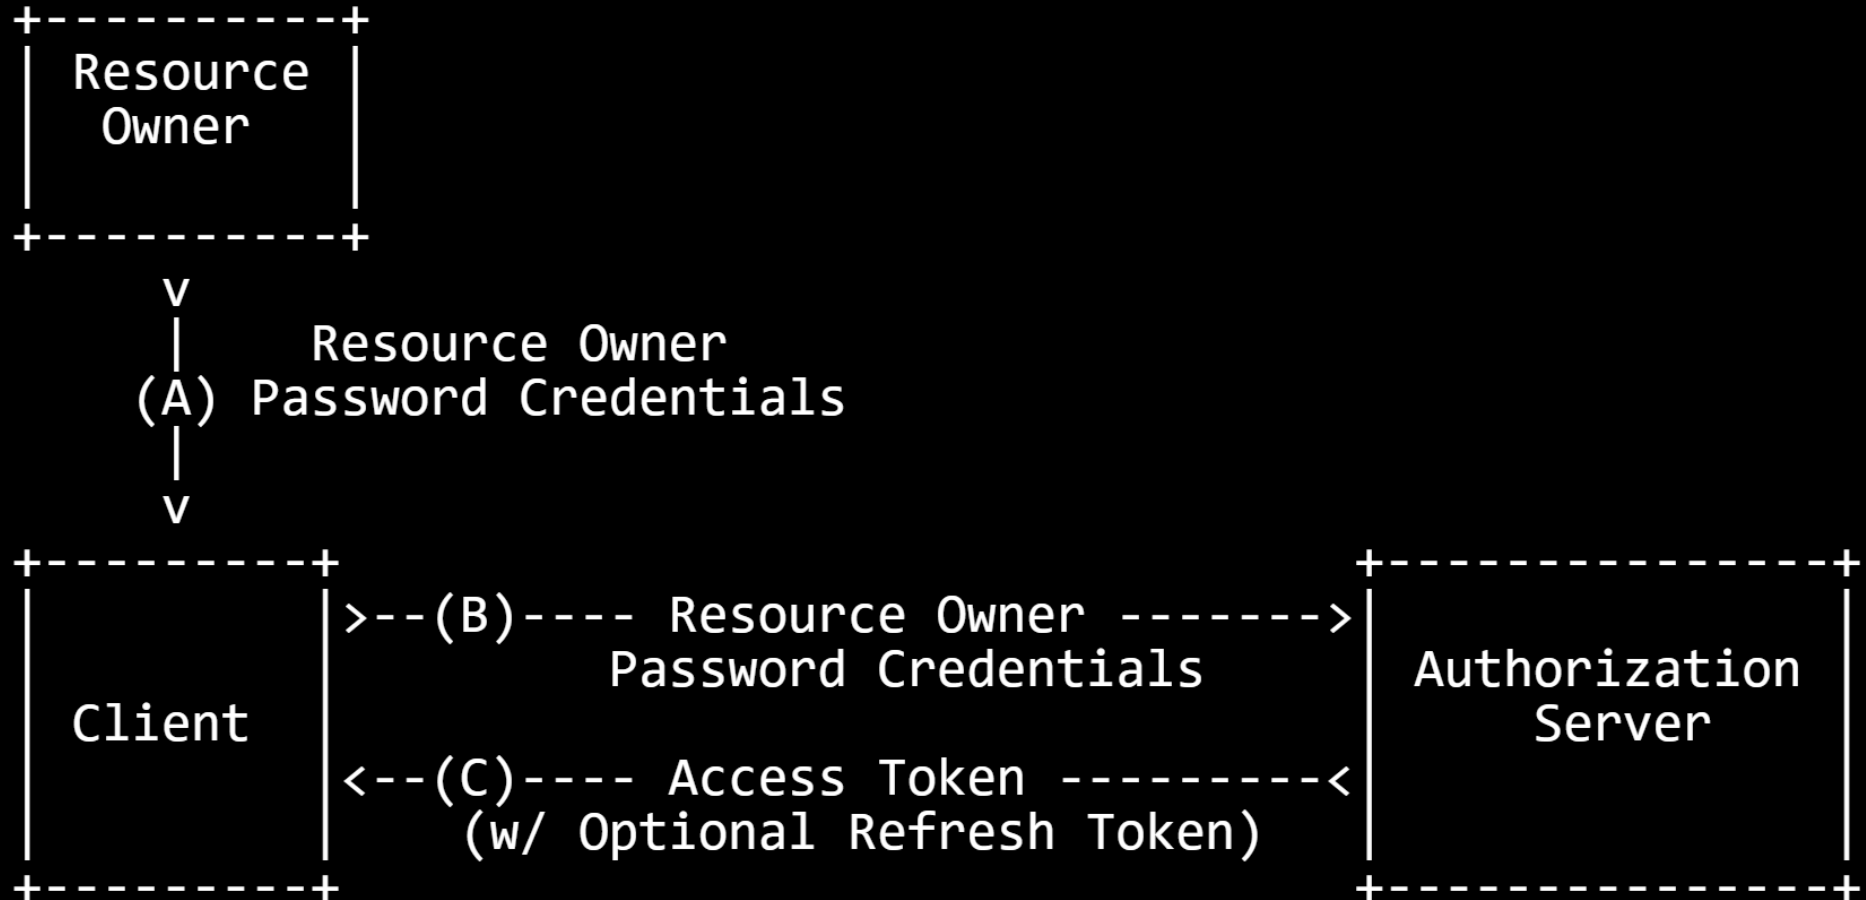 +-----------+
| Resource |
| Owner |
| |
+-----------+
v
| Resource Owner
(A) Password Credentials
|
v
+----------+ +----------------+
| |>--(B)---- Resource Owner ------->| |
| | Password Credentials | Authorization |
| Client | | Server |
| |<--(C)---- Access Token ---------<| |
| | (w/ Optional Refresh Token) | |
+----------+ +----------------+